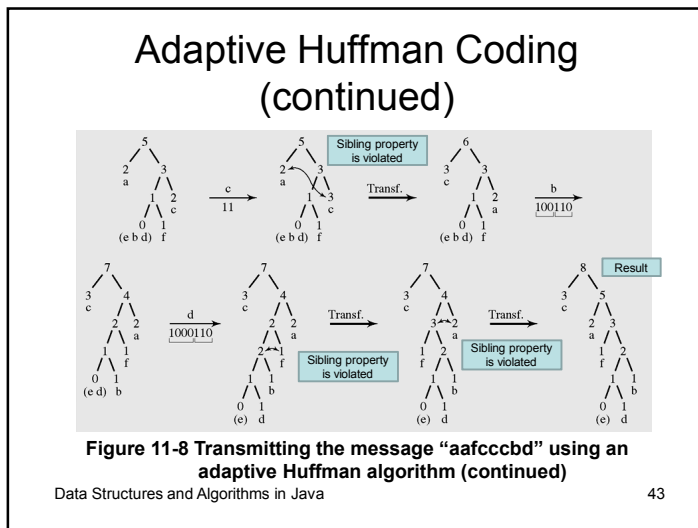 Adaptive Huffman Coding
(continued)
5
2 3
a
1 2
c
0 1
(e b d) f
c
11
5
2 3
a
1 3
c
0 1
(e b d) f
Sibling property
is violated
Transf.
6
3 3
c
1 2
a
0 1
(e b d) f
b
100110
7
3 4
c
2 2
a
1 1
f
0 1
(e d) b
d
1000110
7
3 4
c
2 2
a
2 1
f
1 1
b
0 1
(e) d
Sibling property
is violated
Transf.
7
3 4
c
3 2
a
1 2
f
1 1
b
0 1
(e) d
Sibling property
is violated
Transf.
8
Result
3 5
c
2 3
a
1 2
f
1 1
b
0 1
(e) d
Figure 11-8 Transmitting the message “aafcccbd” using an
adaptive Huffman algorithm (continued)
Data Structures and Algorithms in Java 43